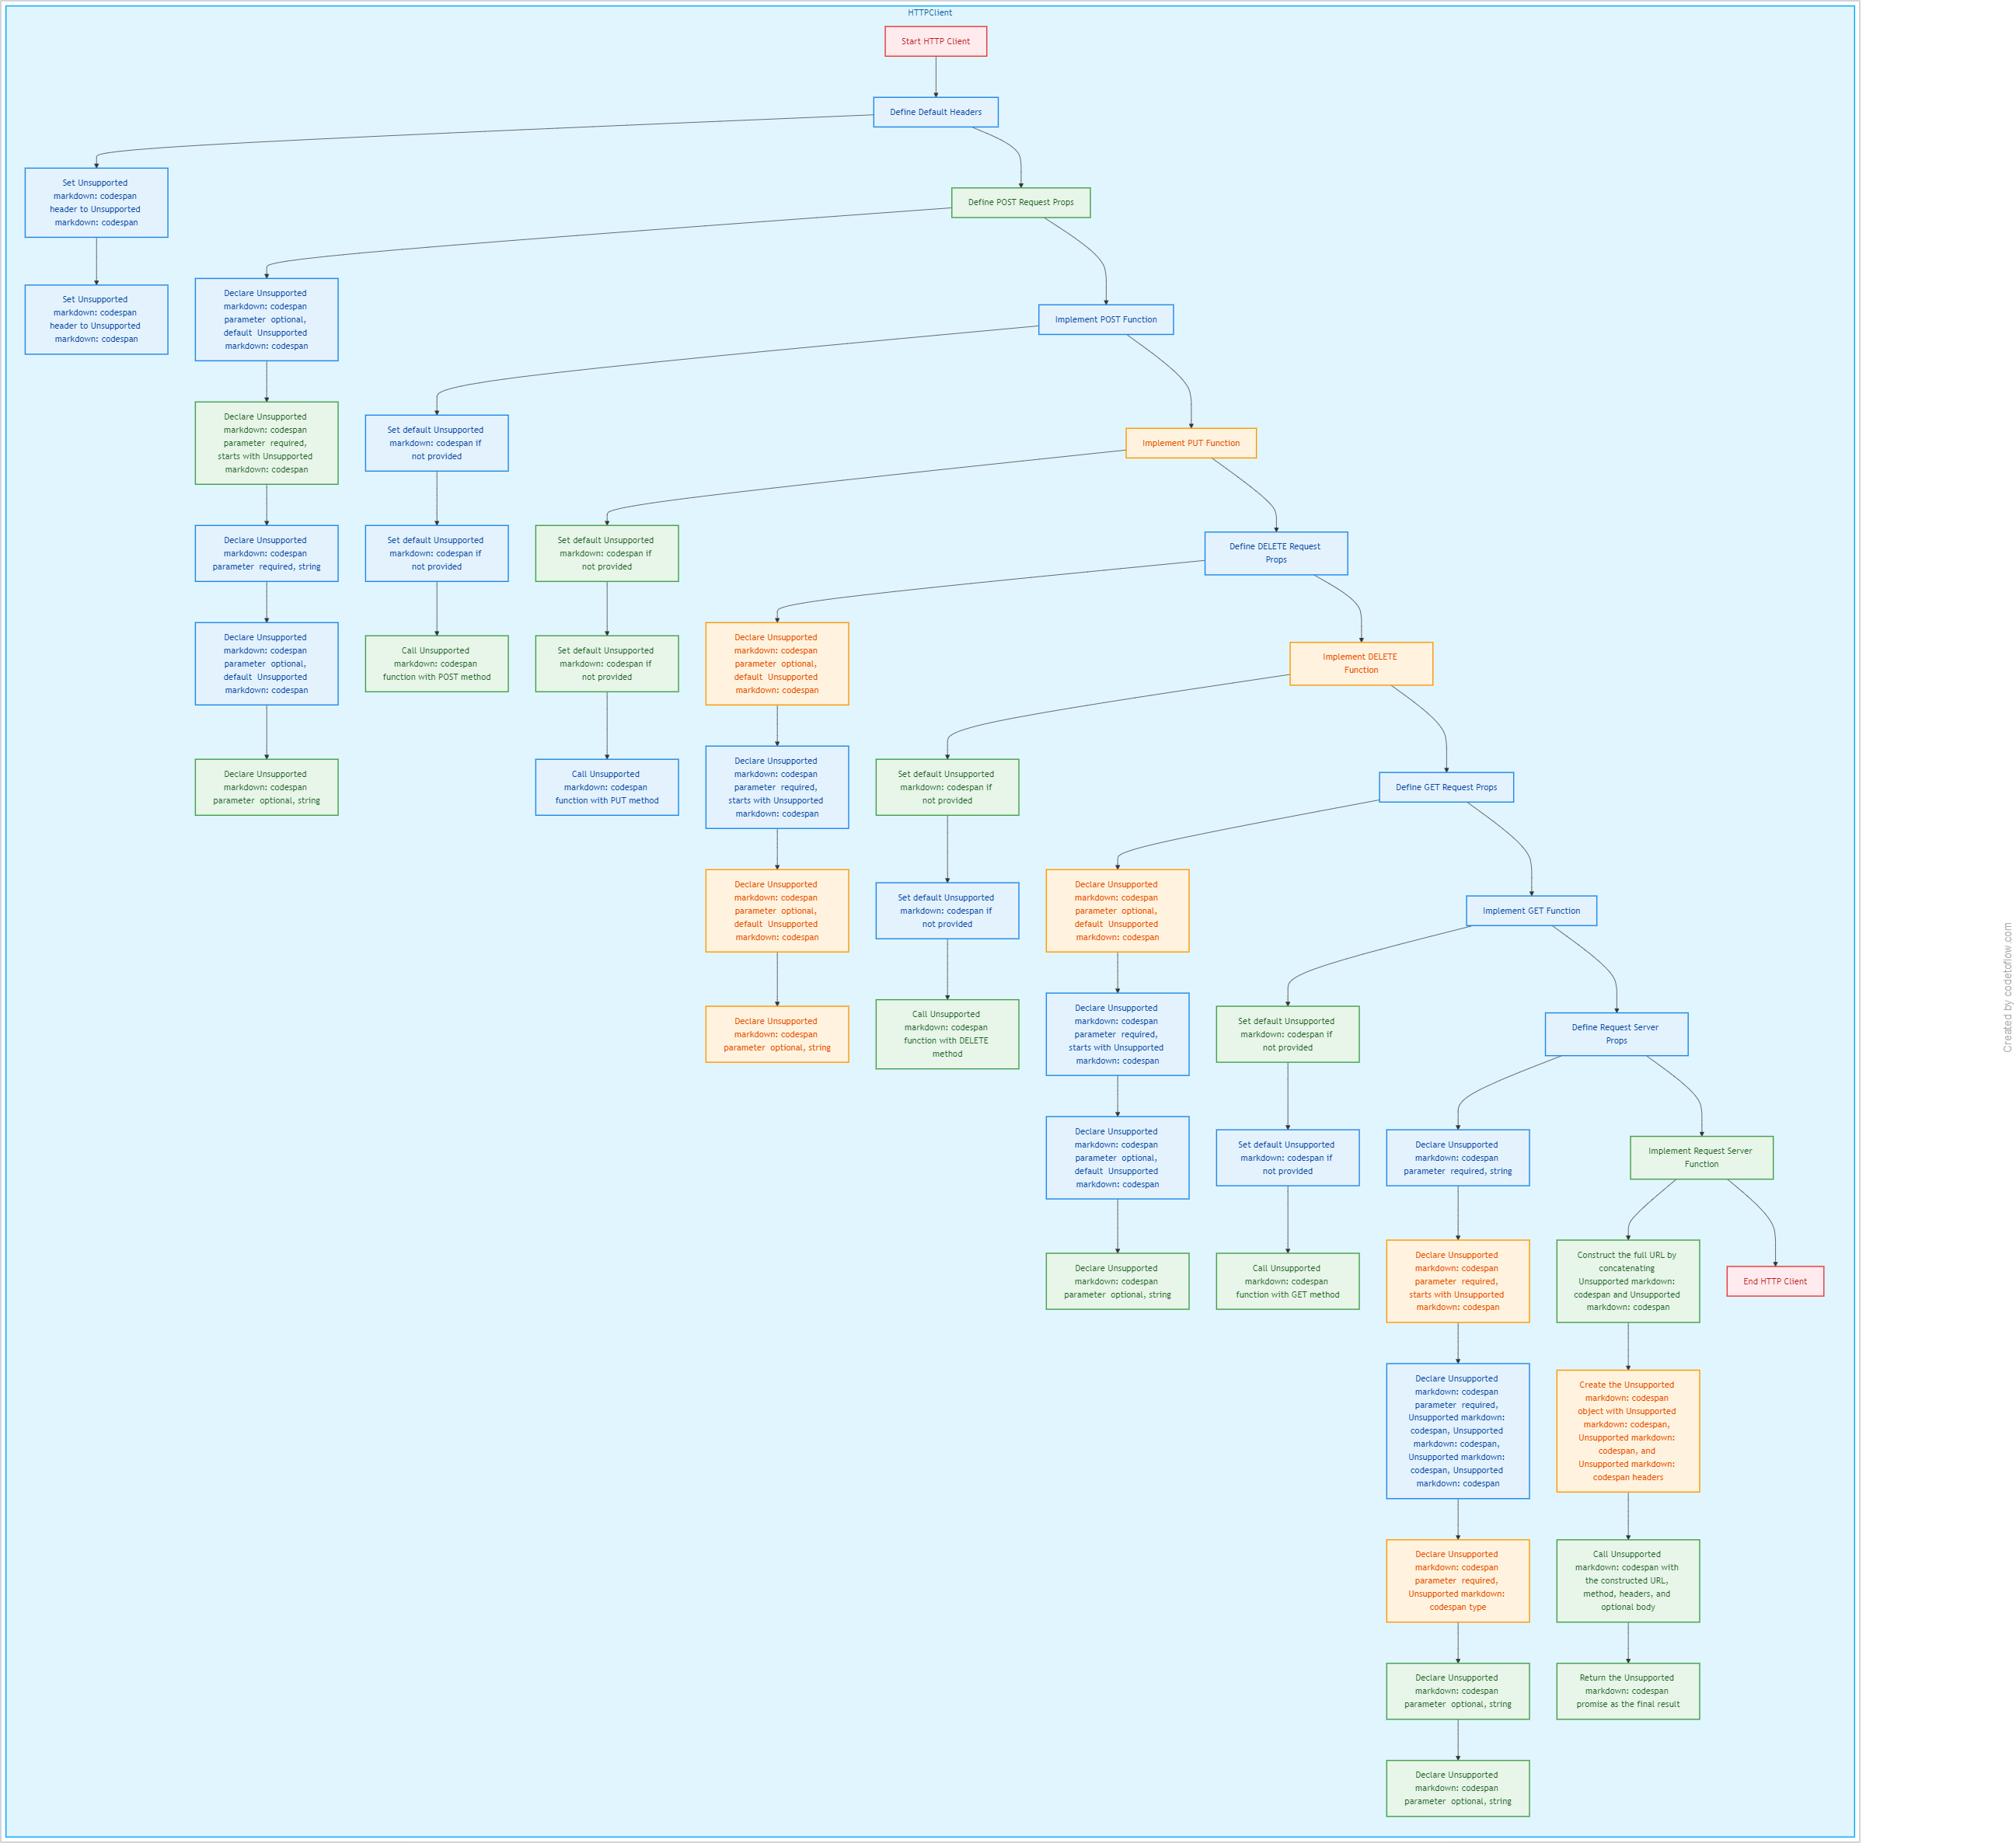 HTTPClient
Start HTTP Client
Define Default Headers
Set Unsupported
markdown: codespan
header to Unsupported
markdown: codespan
Set Unsupported
markdown: codespan
header to Unsupported
markdown: codespan
Define POST Request Props
Declare Unsupported
markdown: codespan
parameter optional,
default Unsupported
markdown: codespan
Declare Unsupported
markdown: codespan
parameter required,
starts with Unsupported
markdown: codespan
Declare Unsupported
markdown: codespan
parameter required, string
Declare Unsupported
markdown: codespan
parameter optional,
default Unsupported
markdown: codespan
Declare Unsupported
markdown: codespan
parameter optional, string
Implement POST Function
Set default Unsupported
markdown: codespan if
not provided
Set default Unsupported
markdown: codespan if
not provided
Call Unsupported
markdown: codespan
function with POST method
Implement PUT Function
Set default Unsupported
markdown: codespan if
not provided
Set default Unsupported
markdown: codespan if
not provided
Call Unsupported
markdown: codespan
function with PUT method
Define DELETE Request
Props
Declare Unsupported
markdown: codespan
parameter optional,
default Unsupported
markdown: codespan
Declare Unsupported
markdown: codespan
parameter required,
starts with Unsupported
markdown: codespan
Declare Unsupported
markdown: codespan
parameter optional,
default Unsupported
markdown: codespan
Declare Unsupported
markdown: codespan
parameter optional, string
Implement DELETE
Function
Set default Unsupported
markdown: codespan if
not provided
Set default Unsupported
markdown: codespan if
not provided
Call Unsupported
markdown: codespan
function with DELETE
method
Define GET Request Props
Declare Unsupported
markdown: codespan
parameter optional,
default Unsupported
markdown: codespan
Declare Unsupported
markdown: codespan
parameter required,
starts with Unsupported
markdown: codespan
Declare Unsupported
markdown: codespan
parameter optional,
default Unsupported
markdown: codespan
Declare Unsupported
markdown: codespan
parameter optional, string
Implement GET Function
Set default Unsupported
markdown: codespan if
not provided
Set default Unsupported
markdown: codespan if
not provided
Call Unsupported
markdown: codespan
function with GET method
Define Request Server
Props
Declare Unsupported
markdown: codespan
parameter required, string
Declare Unsupported
markdown: codespan
parameter required,
starts with Unsupported
markdown: codespan
Declare Unsupported
markdown: codespan
parameter required,
Unsupported markdown:
codespan, Unsupported
markdown: codespan,
Unsupported markdown:
codespan, Unsupported
markdown: codespan
Declare Unsupported
markdown: codespan
parameter required,
Unsupported markdown:
codespan type
Declare Unsupported
markdown: codespan
parameter optional, string
Declare Unsupported
markdown: codespan
parameter optional, string
Implement Request Server
Function
Construct the full URL by
concatenating
Unsupported markdown:
codespan and Unsupported
markdown: codespan
Create the Unsupported
markdown: codespan
object with Unsupported
markdown: codespan,
Unsupported markdown:
codespan, and
Unsupported markdown:
codespan headers
Call Unsupported
markdown: codespan with
the constructed URL,
method, headers, and
optional body
Return the Unsupported
markdown: codespan
promise as the final result
End HTTP Client
Created by codetoflow.com